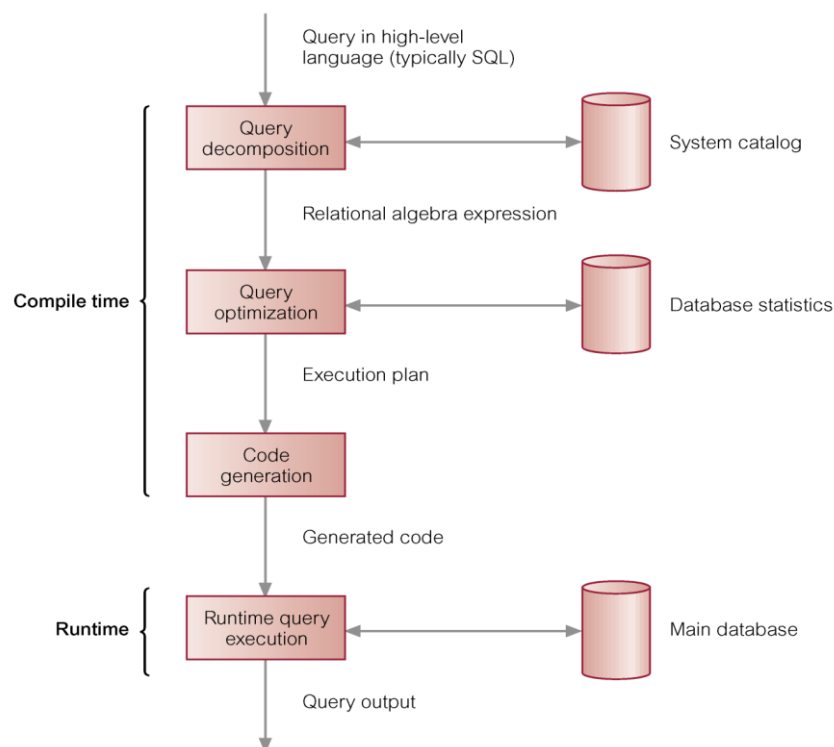 Query in high-level
language (typically SQL)
Query
decomposition
System catalog
Relational algebra expression
Compile time
Query
optimization
Database statistics
Execution plan
Code
generation
Generated code
Runtime
Runtime query
execution
Main database
Query output